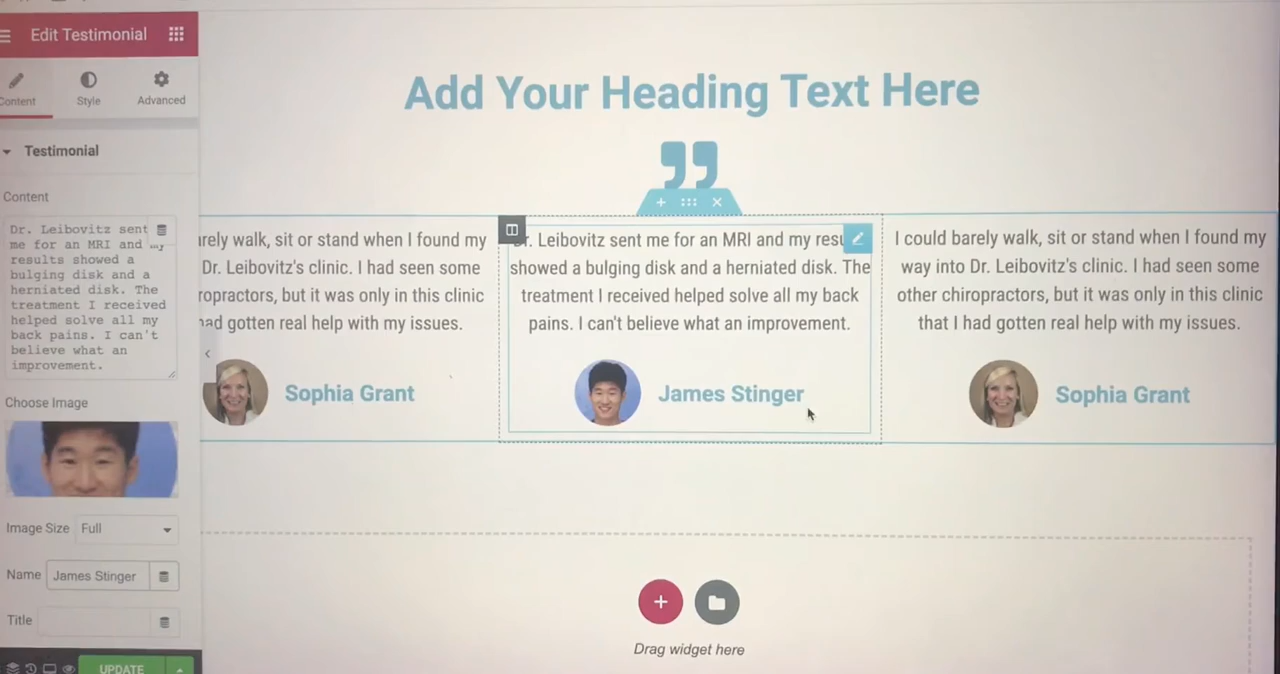 Edit Testimonial
Content
Style
Advanced
Testimonial
Content
Dr. Leibovitz sent
me for an MRI and my
results showed a
bulging disk and a
herniated disk. The
treatment I received
helped solve all my
back pains. I can't
believe what an
improvement.
Choose Image
Image Size
Full
Name
James Stinger
Title
UPDATE
Add Your Heading Text Here
rely walk, sit or stand when I found my
Dr. Leibovitz's clinic. I had seen some
ropractors, but it was only in this clinic
had gotten real help with my issues.
Sophia Grant
r. Leibovitz sent me for an MRI and my resu
showed a bulging disk and a herniated disk. The
treatment I received helped solve all my back
pains. I can't believe what an improvement.
James Stinger
I could barely walk, sit or stand when I found my
way into Dr. Leibovitz's clinic. I had seen some
other chiropractors, but it was only in this clinic
that I had gotten real help with my issues.
Sophia Grant
Drag widget here